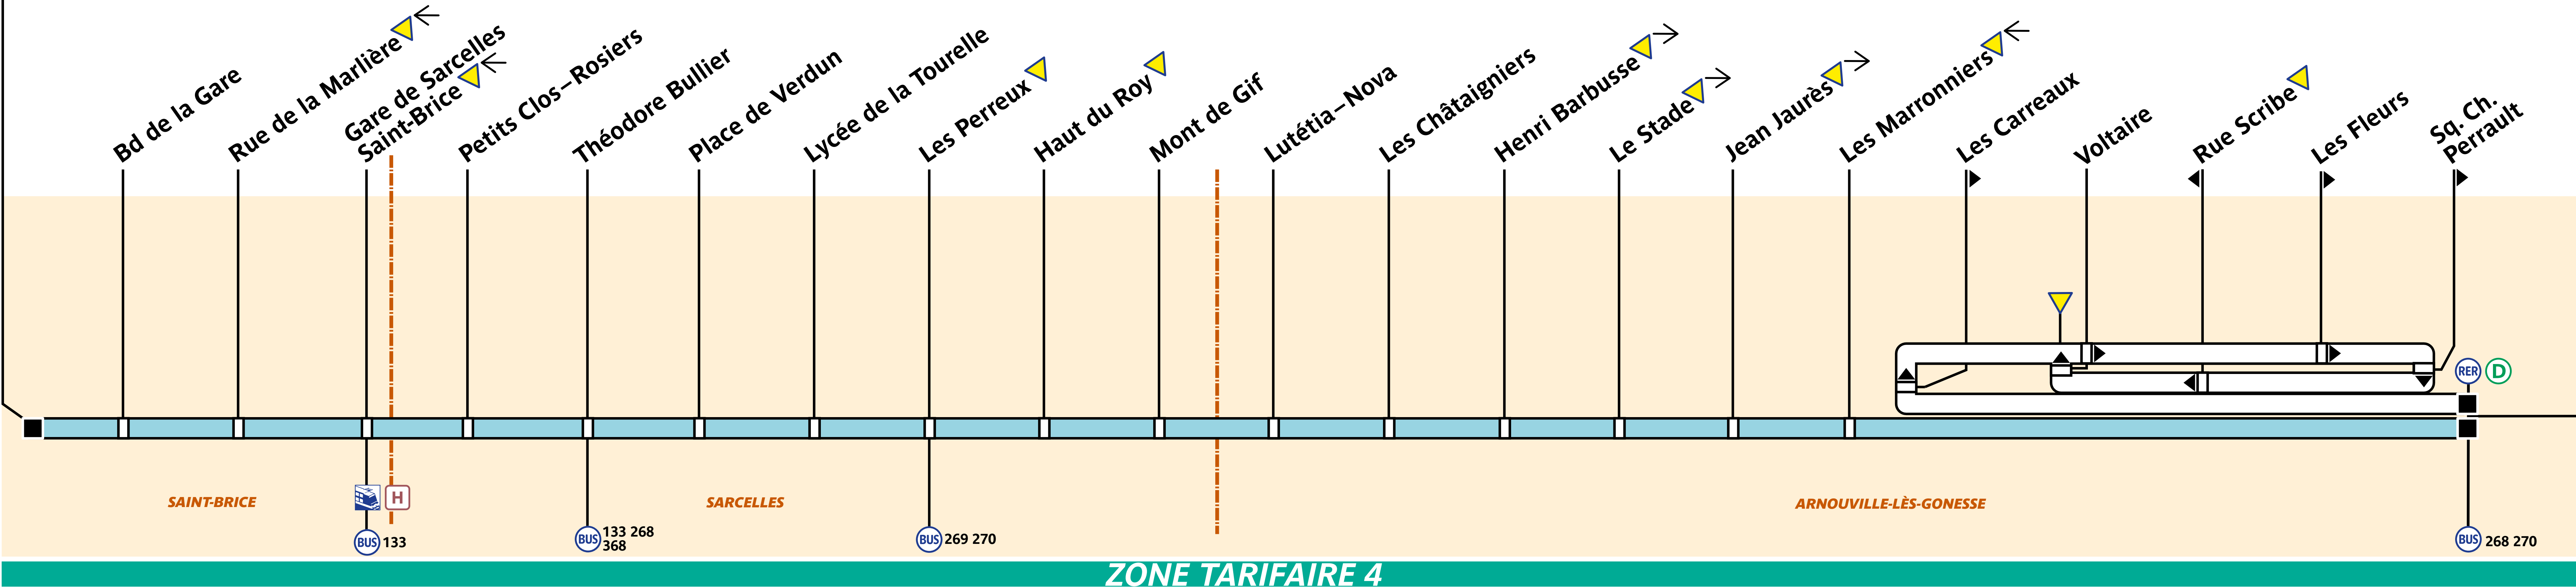 Bd de la Gare
Rue de la Marlière
Gare de Sarcelles
Saint-Brice
Petits Clos–Rosiers
Théodore Bullier
Place de Verdun
Lycée de la Tourelle
Les Perreux
Haut du Roy
Mont de Gif
Lutétia–Nova
Les Châtaigniers
Henri Barbusse
Le Stade
Jean Jaurès
Les Marronniers
Les Carreaux
Voltaire
Rue Scribe
Les Fleurs
Sq. Ch.
Perrault
RER D
SAINT-BRICE
H
SARCELLES
ARNOUVILLE-LÈS-GONESSE
BUS 133
BUS 133 268
368
BUS 269 270
BUS 268 270
ZONE TARIFAIRE 4